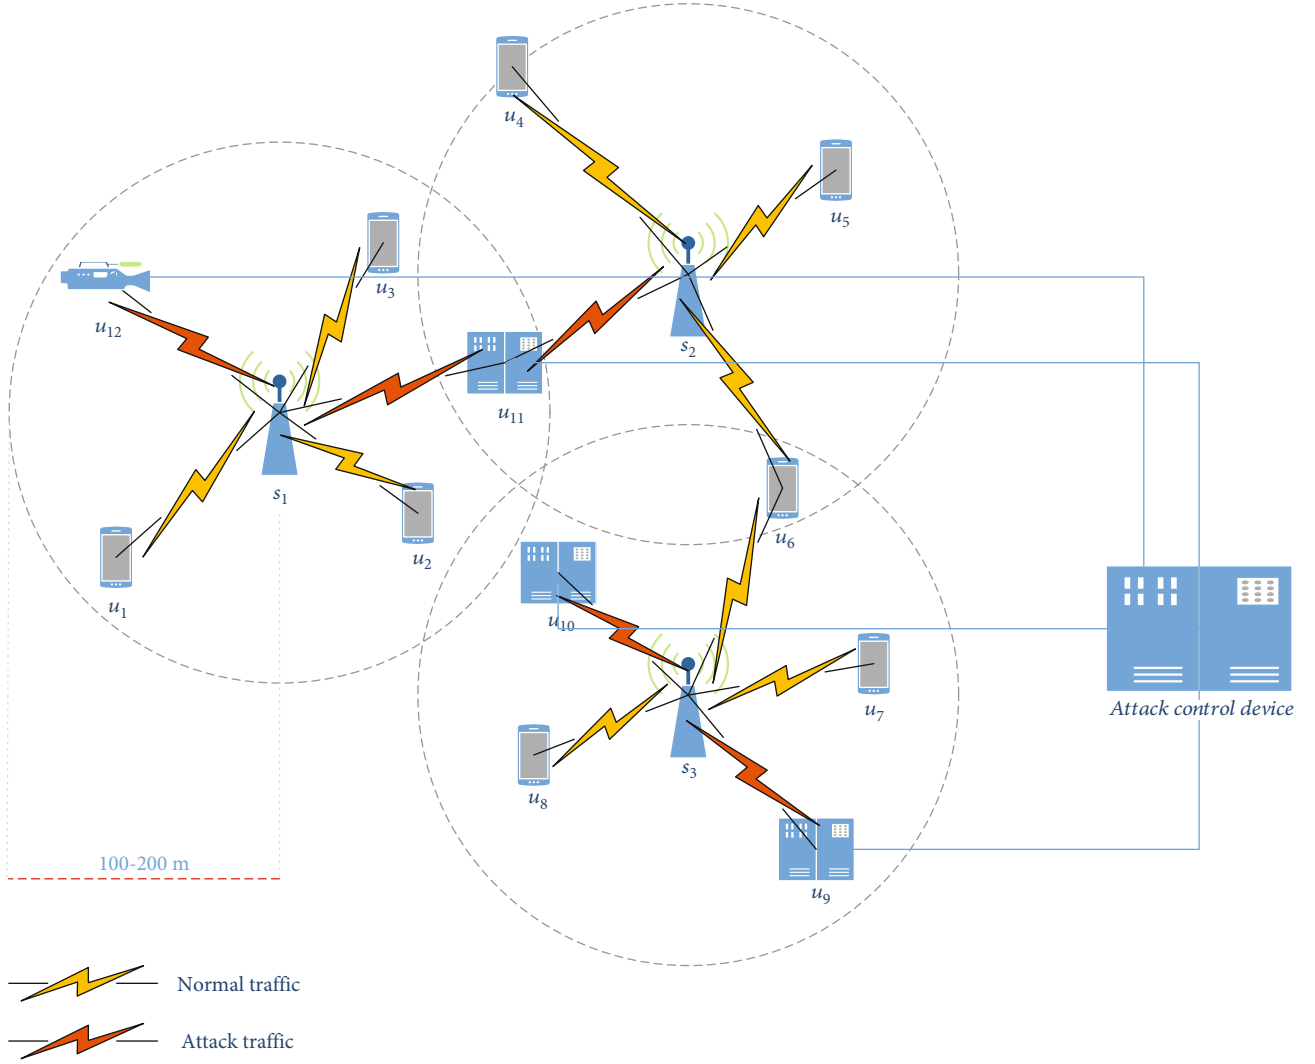 u4
u5
u3
u12
s2
u11
s1
u6
u2
u1
u10
Attack control device
u7
s3
u8
100-200 m
u9
Normal traffic
Attack traffic